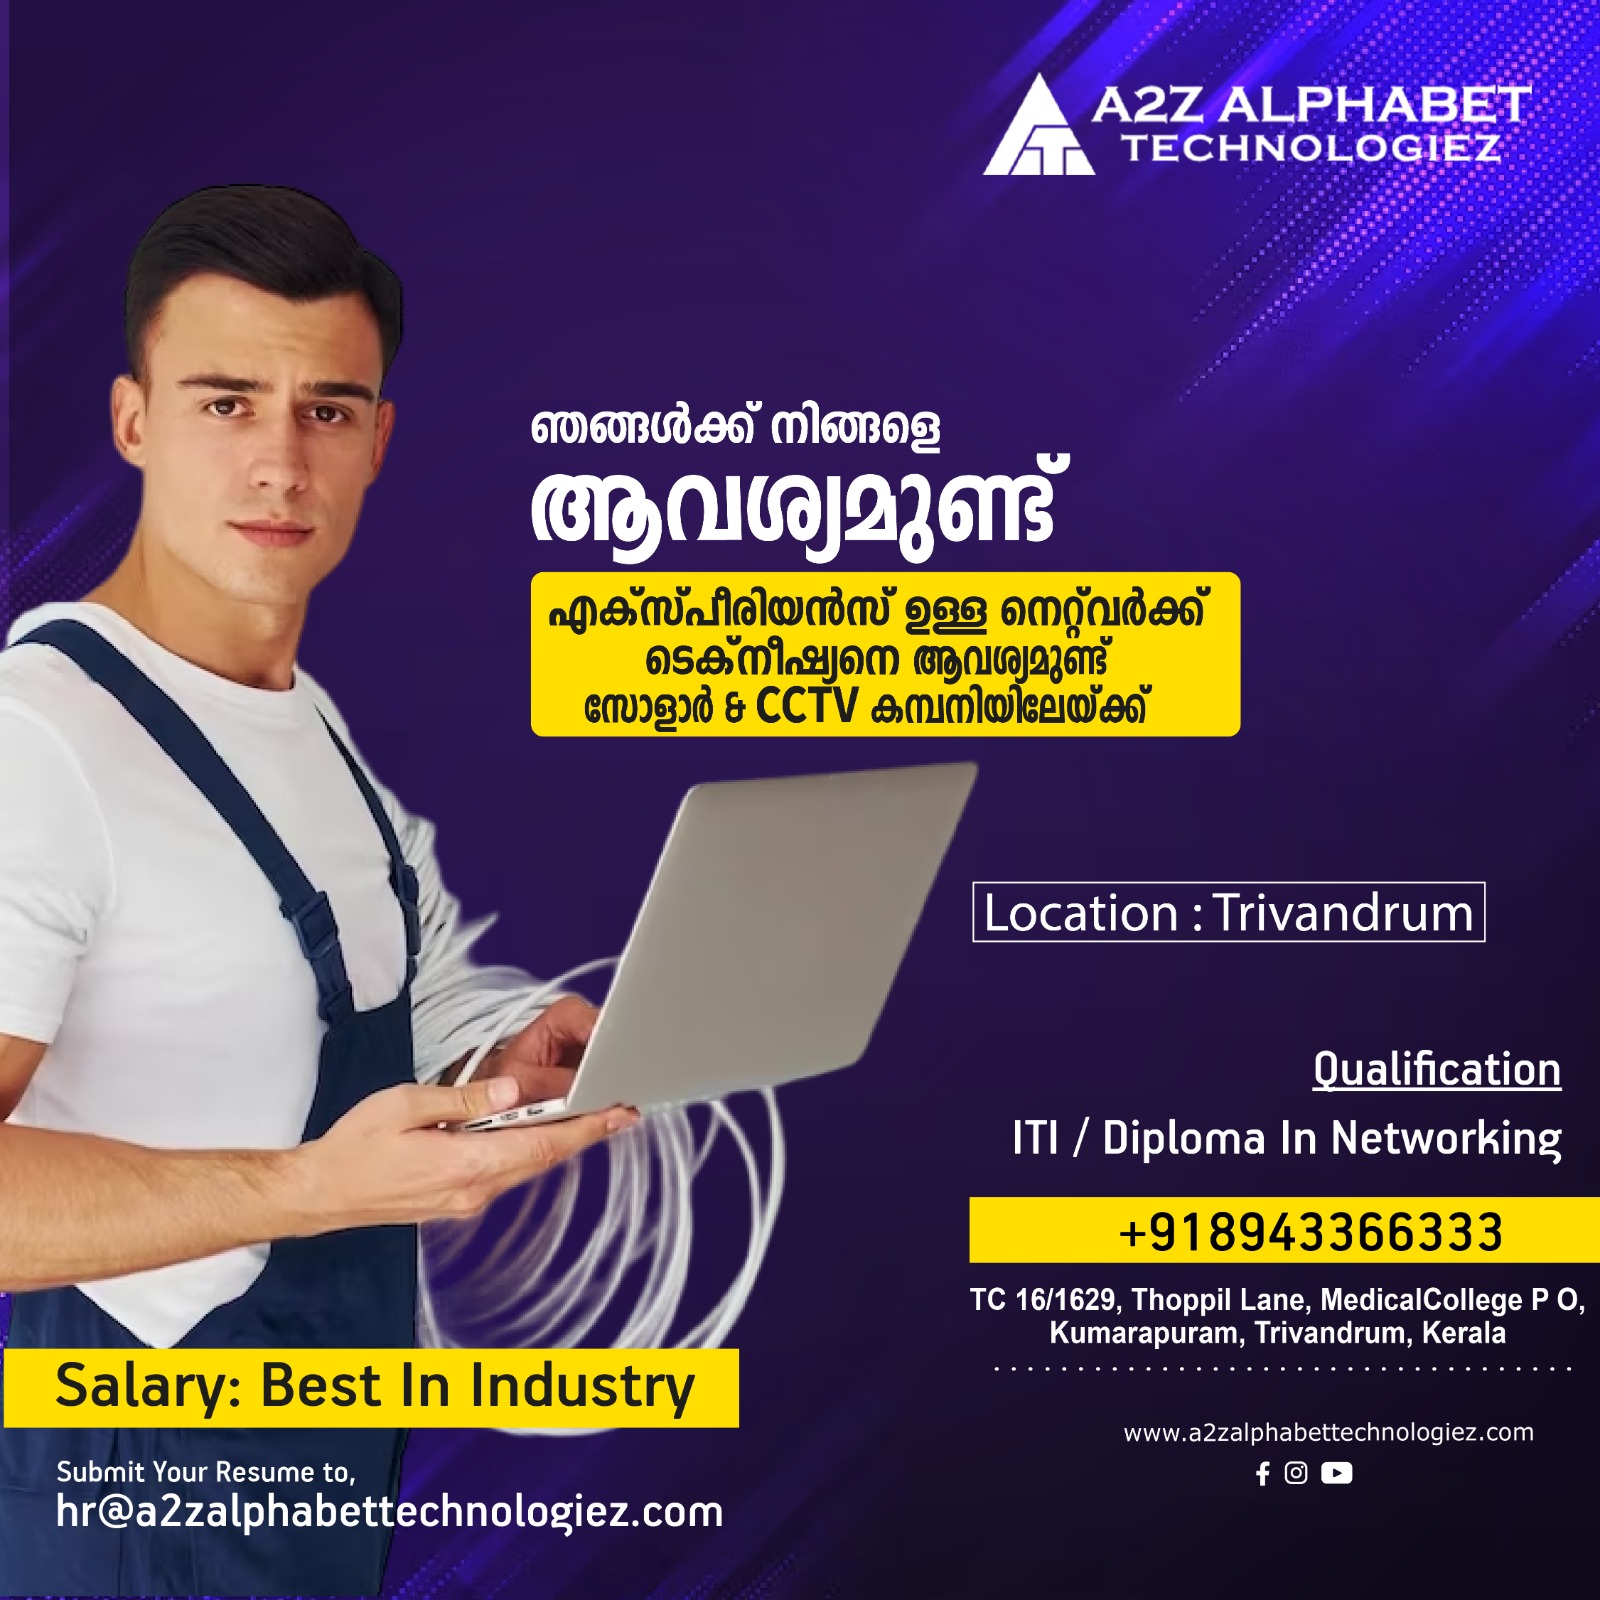 A2Z ALPHABET
TECHNOLOGIEZ
ഞങ്ങൾക്ക് നിങ്ങളെ
ആവശ്യമുണ്ട്
എക്സ്പീരിയൻസ് ഉള്ള നെറ്റ്‌വർക്ക്
ടെക്നീഷ്യനെ ആവശ്യമുണ്ട്
സോളാർ & CCTV കമ്പനിയിലേയ്ക്ക്
Location : Trivandrum
Qualification
ITI / Diploma In Networking
+918943366333
TC 16/1629, Thoppil Lane, MedicalCollege P O,
Kumarapuram, Trivandrum, Kerala
www.a2zalphabettechnologiez.com
Salary: Best In Industry
Submit Your Resume to,
hr@a2zalphabettechnologiez.com